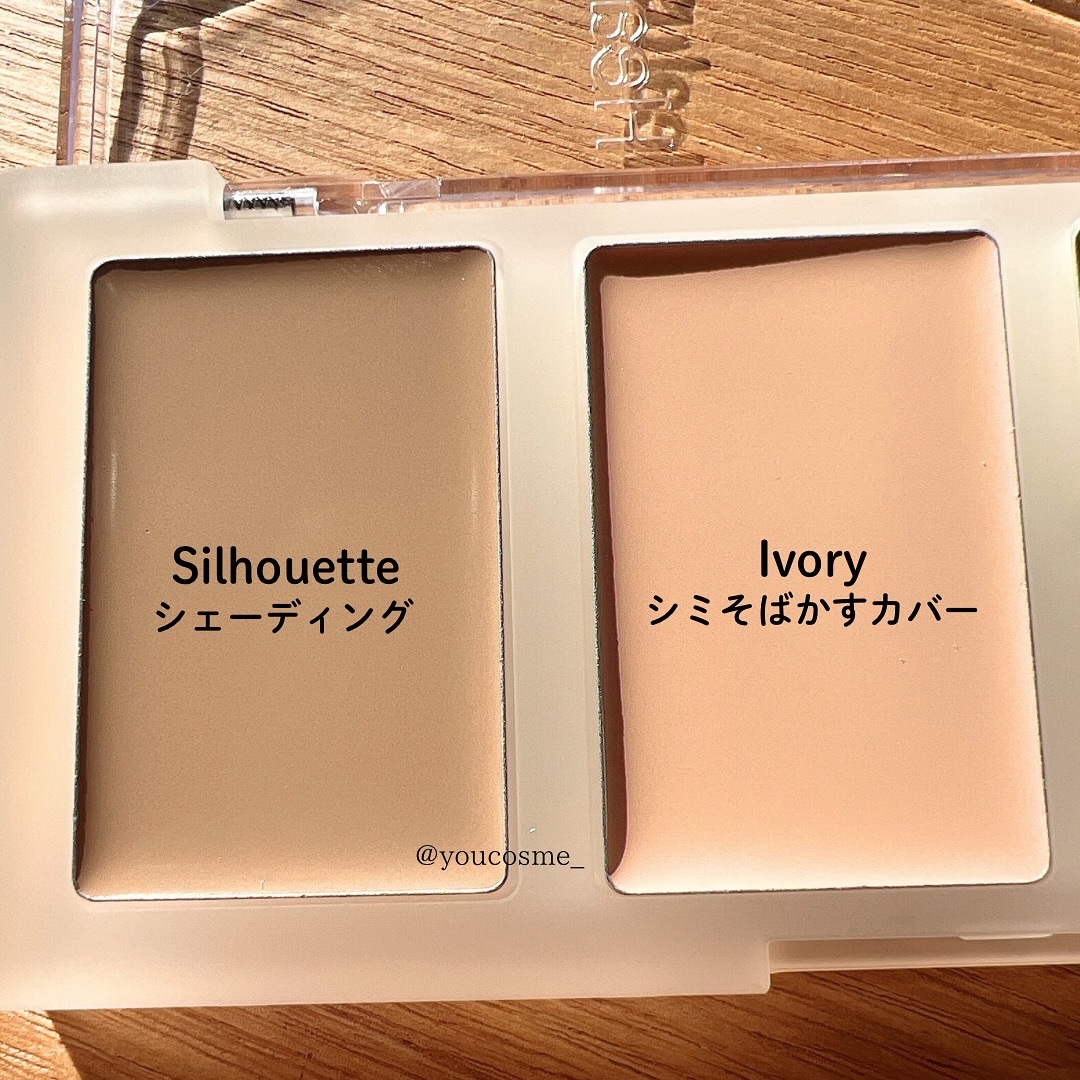 Silhouette
シェーディング
Ivory
シミそばかすカバー
@youcosme_